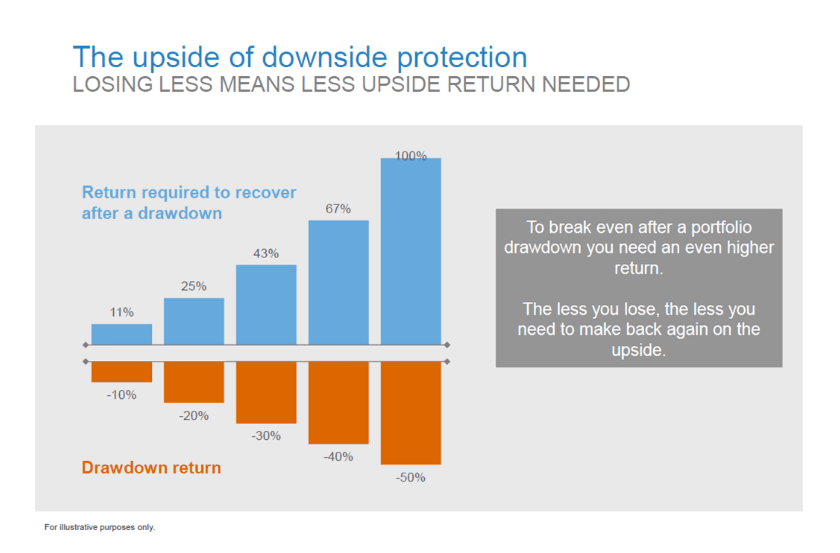 The upside of downside protection
LOSING LESS MEANS LESS UPSIDE RETURN NEEDED
100%
Return required to recover
after a drawdown
67%
43%
25%
11%
To break even after a portfolio
drawdown you need an even higher
return.
The less you lose, the less you
need to make back again on the
upside.
-10%
-20%
-30%
-40%
-50%
Drawdown return
For illustrative purposes only.